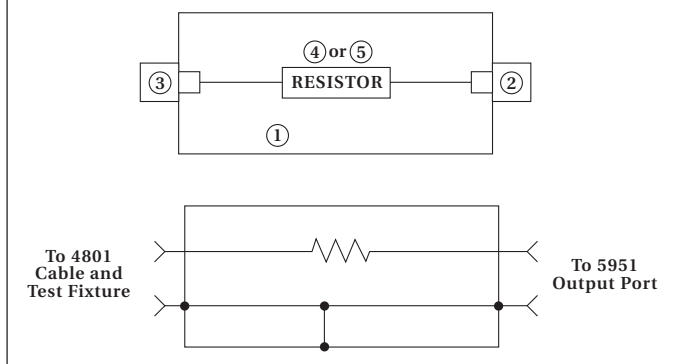 ④ or ⑤
③ RESISTOR ②
①
To 4801
Cable and
Test Fixture
To 5951
Output Port